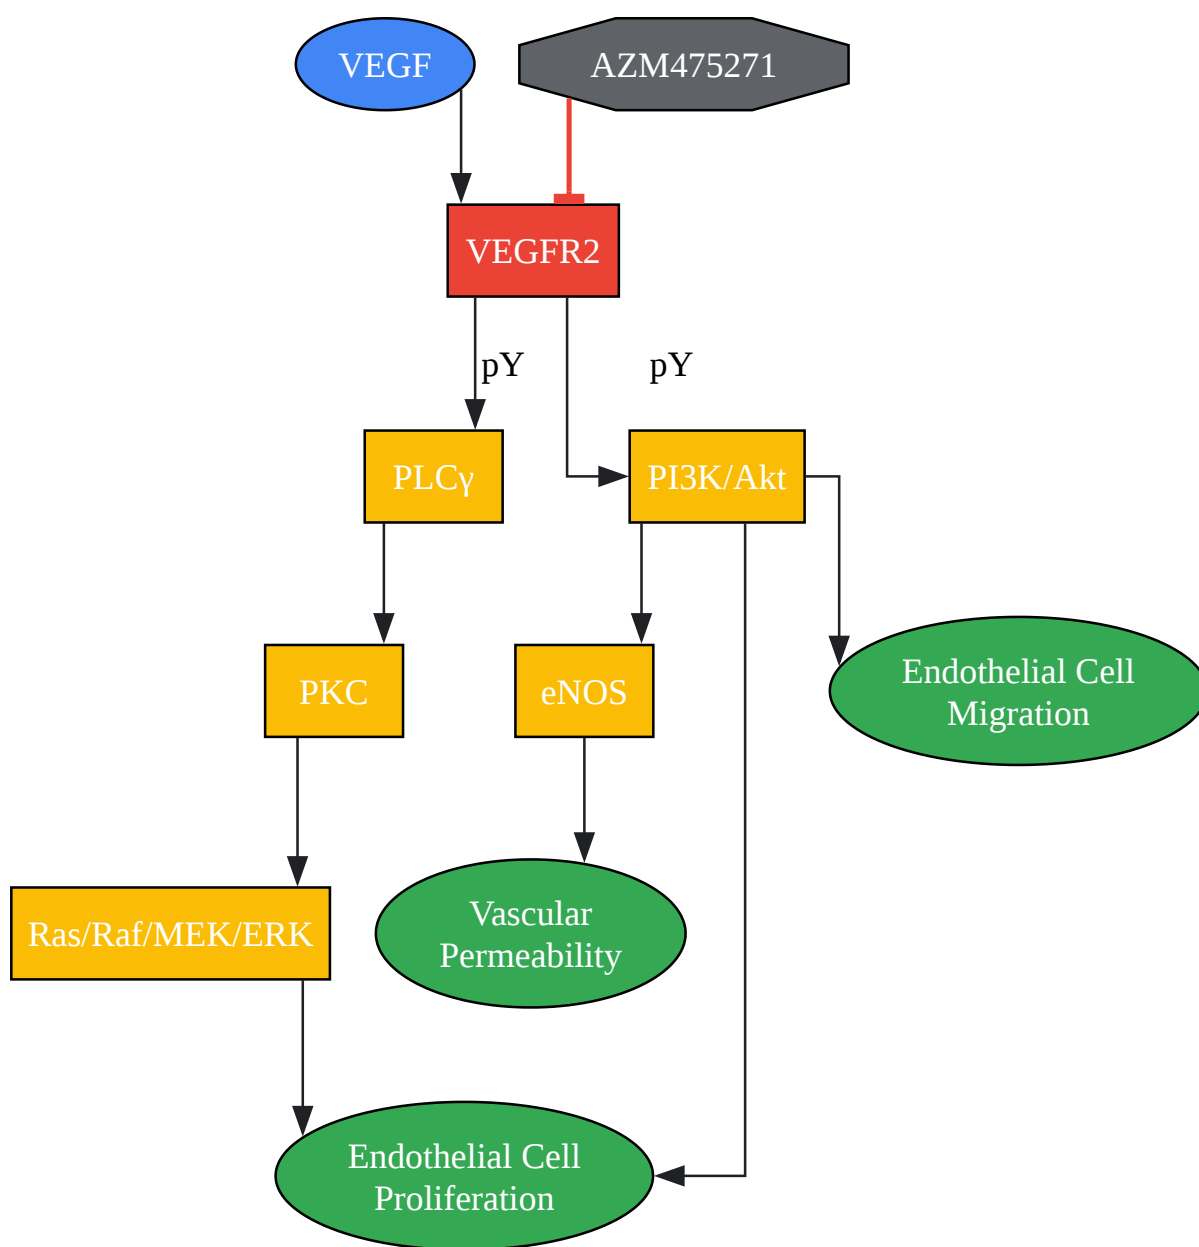 VEGF
AZM475271
VEGFR2
pY
pY
PLCγ
PI3K/Akt
PKC
eNOS
Endothelial Cell
Migration
Ras/Raf/MEK/ERK
Vascular
Permeability
Endothelial Cell
Proliferation